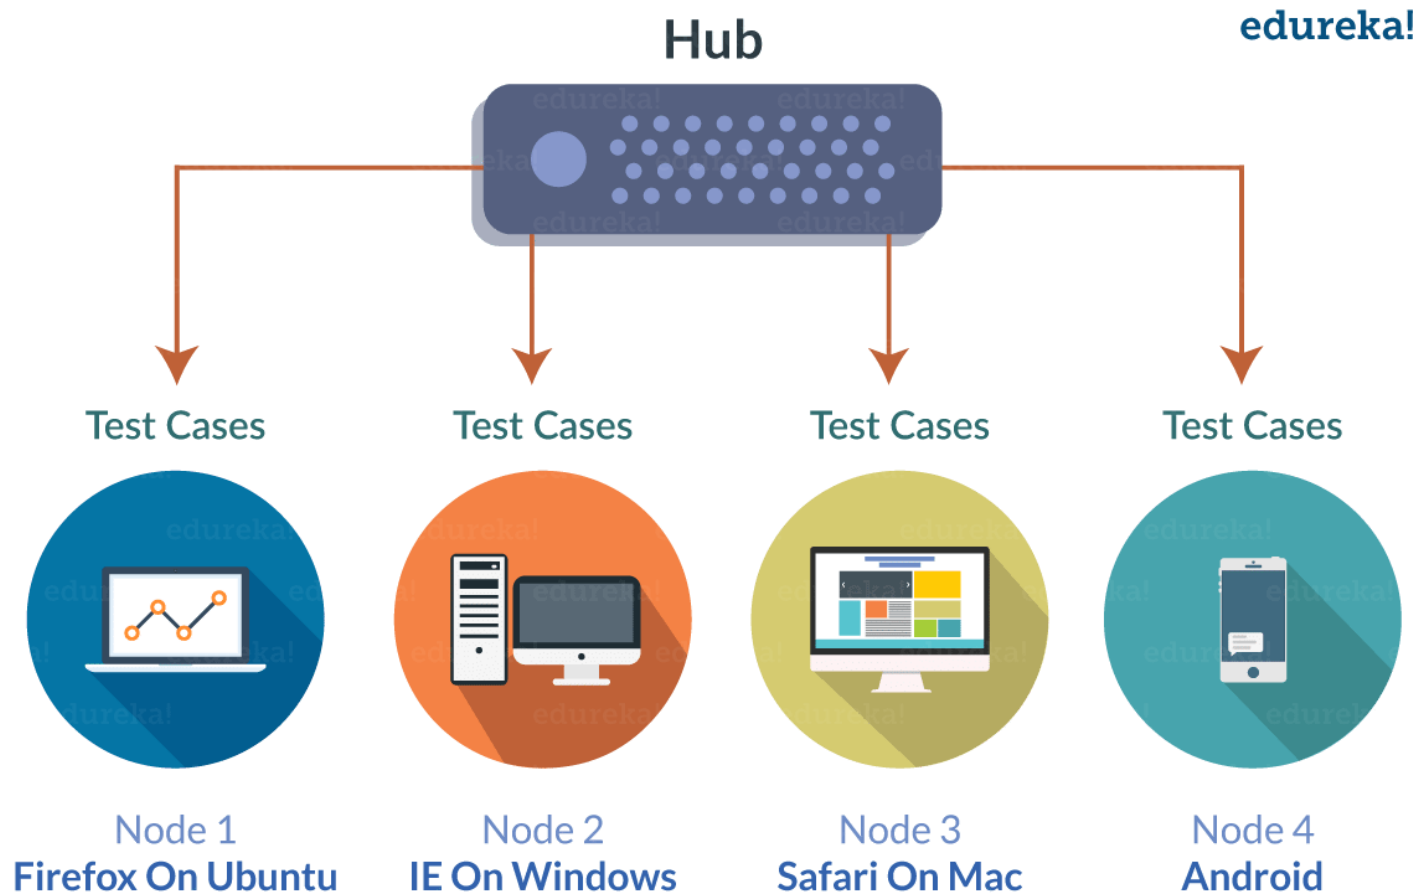 edureka!
Hub
Test Cases
Test Cases
Test Cases
Test Cases
Node 1
Firefox On Ubuntu
Node 2
IE On Windows
Node 3
Safari On Mac
Node 4
Android